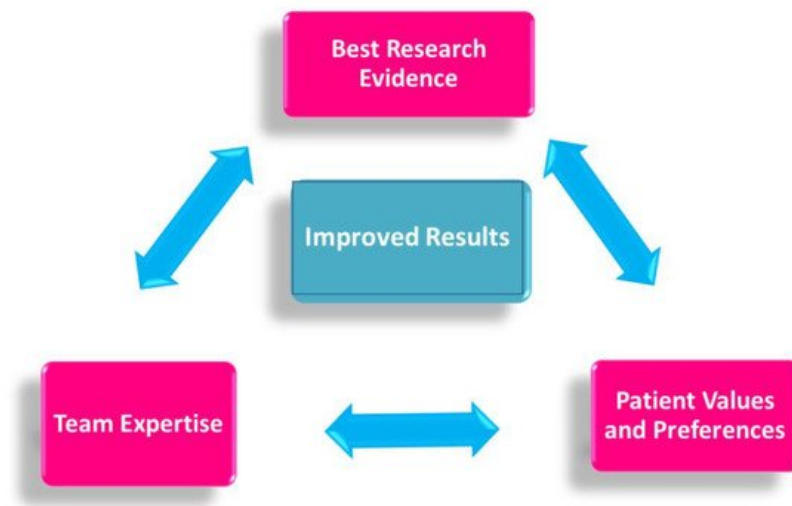 Best Research
Evidence
Improved Results
Team Expertise
Patient Values
and Preferences